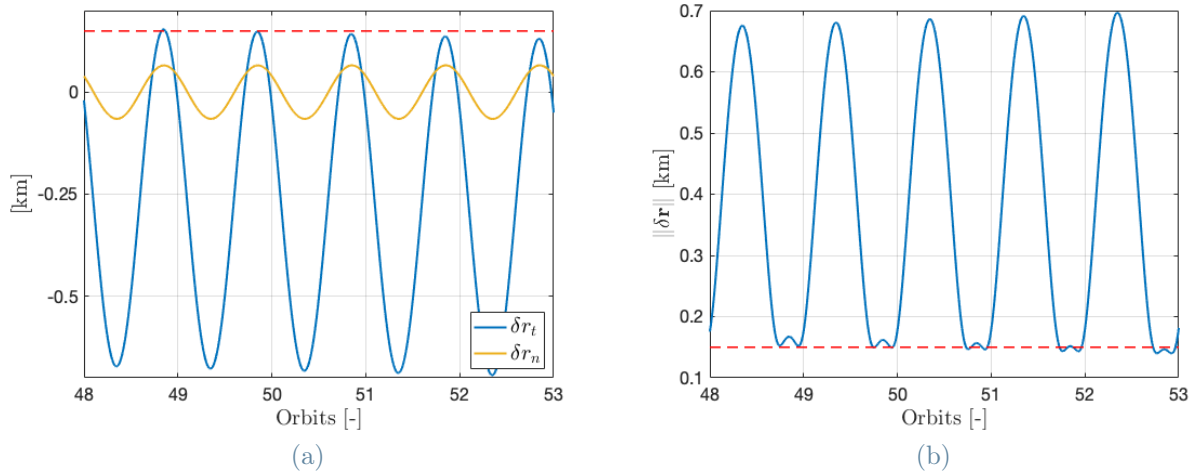 0
-0.25
-0.5
[km]
48
49
50
51
52
53
Orbits [-]
δr_t
δr_n
(a)
0.7
0.6
0.5
0.4
0.3
0.2
0.1
‖δ𝐫‖ [km]
48
49
50
51
52
53
Orbits [-]
(b)